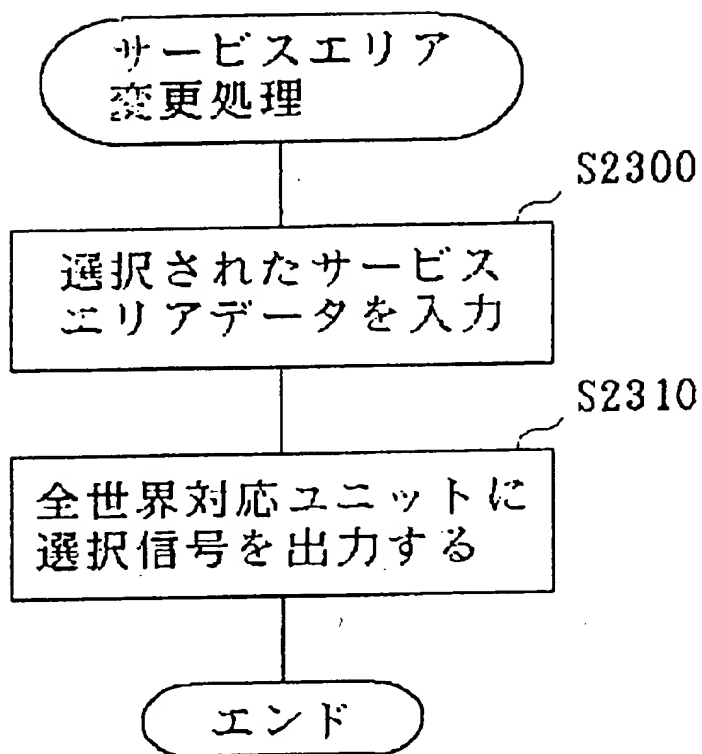 サービスエリア
変更処理
S2300
選択されたサービス
エリアデータを入力
S2310
全世界対応ユニットに
選択信号を出力する
エンド